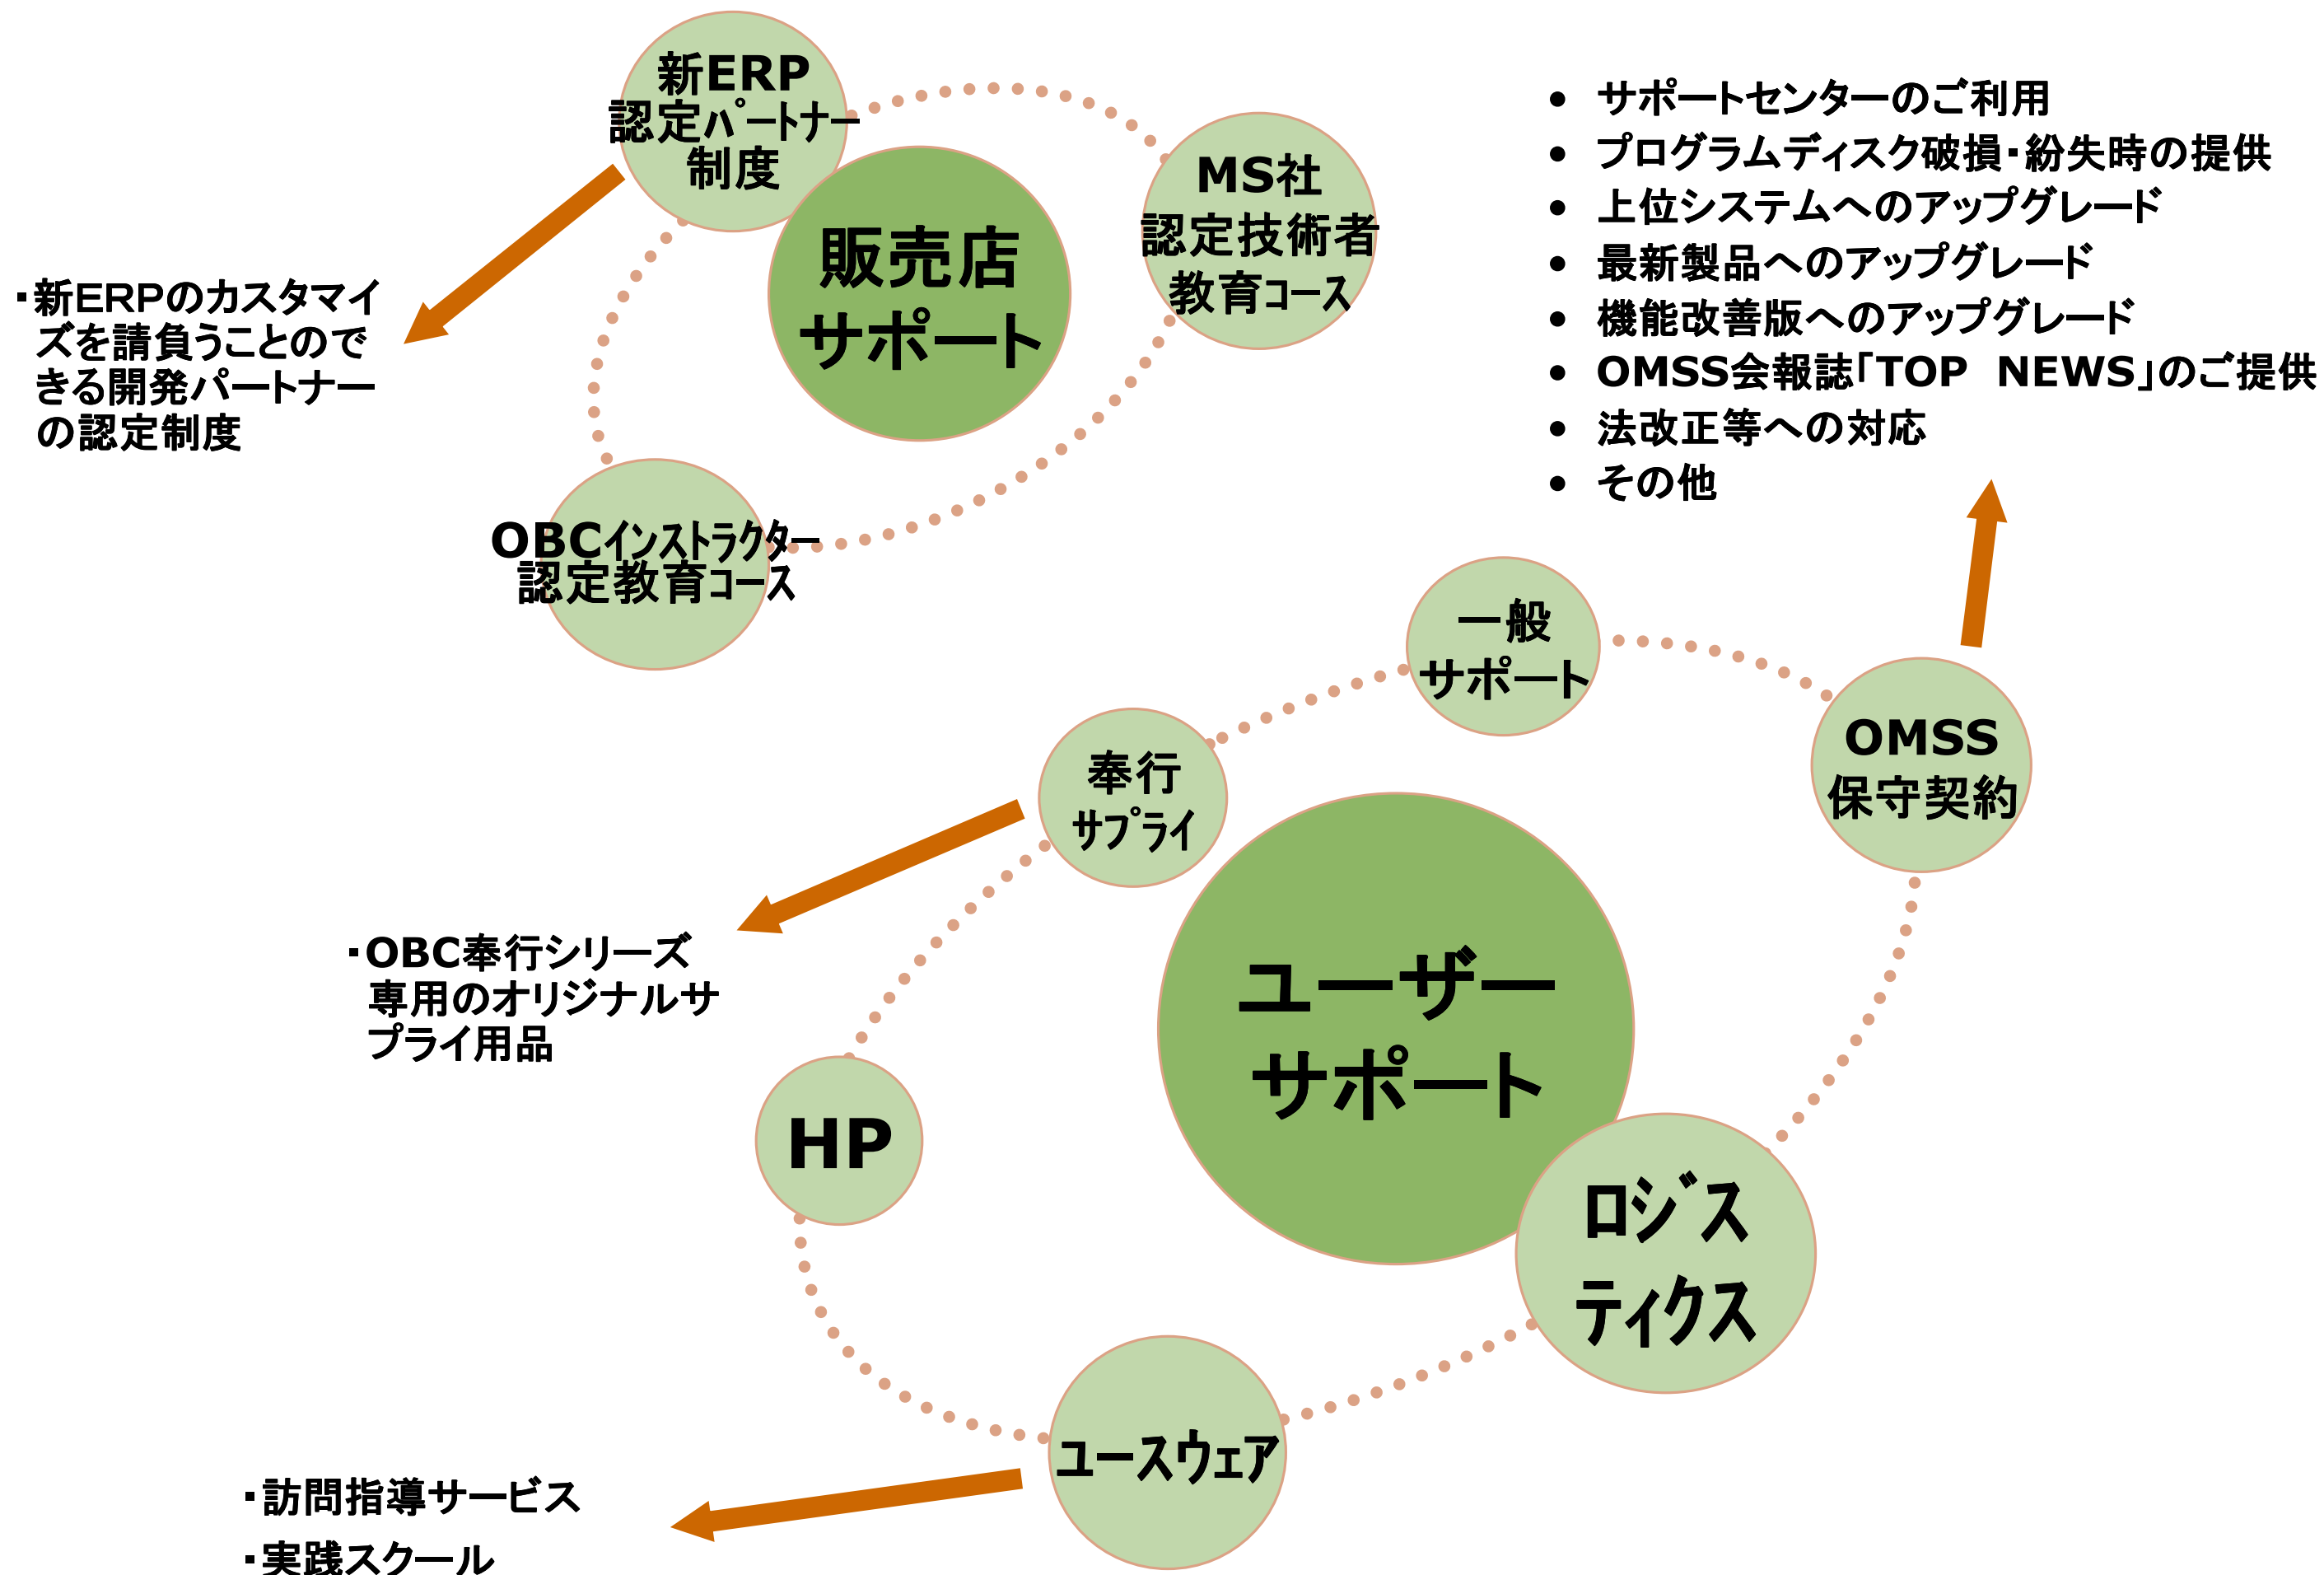 新ERP
認定パートナー
制度
販売店
サポート
MS社
認定技術者
教育コース
OBCインストラクター
認定教育コース
・新ERPのカスタマイ
ズを請負うことのので
きる開発パートナー
の認定制度
● サポートセンターのご利用
● プログラムディスク破損・紛失時の提供
● 上位システムへのアップグレード
● 最新製品へのアップグレード
● 機能改善版へのアップグレード
● OMSS会報誌「TOP　NEWS」のご提供
● 法改正等への対応
● その他
一般
サポート
OMSS
保守契約
奉行
サプライ
・OBC奉行シリーズ
専用のオリジナルサ
プライ用品
ユーザー
サポート
HP
ロジス
ティクス
ユースウェア
・訪問指導サービス
・実践スクール